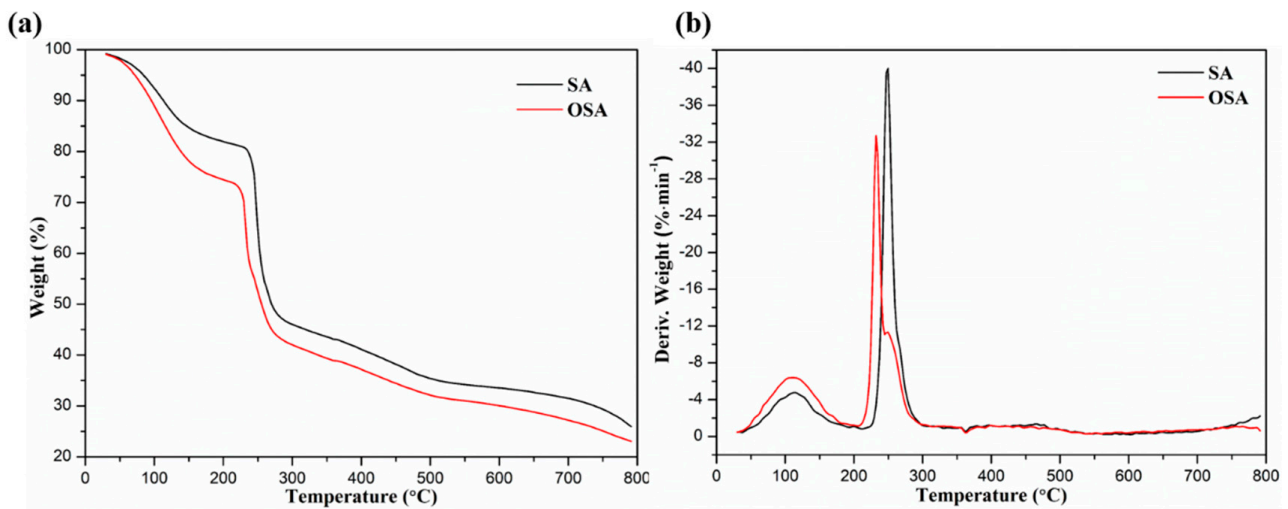 (a)
100
90
80
70
60
50
40
30
20
Weight (%)
SA
OSA
0 100 200 300 400 500 600 700 800
Temperature (°C)
(b)
-40
-36
-32
-28
-24
-20
-16
-12
-8
-4
0
Deriv. Weight (%·min⁻¹)
SA
OSA
0 100 200 300 400 500 600 700 800
Temperature (°C)